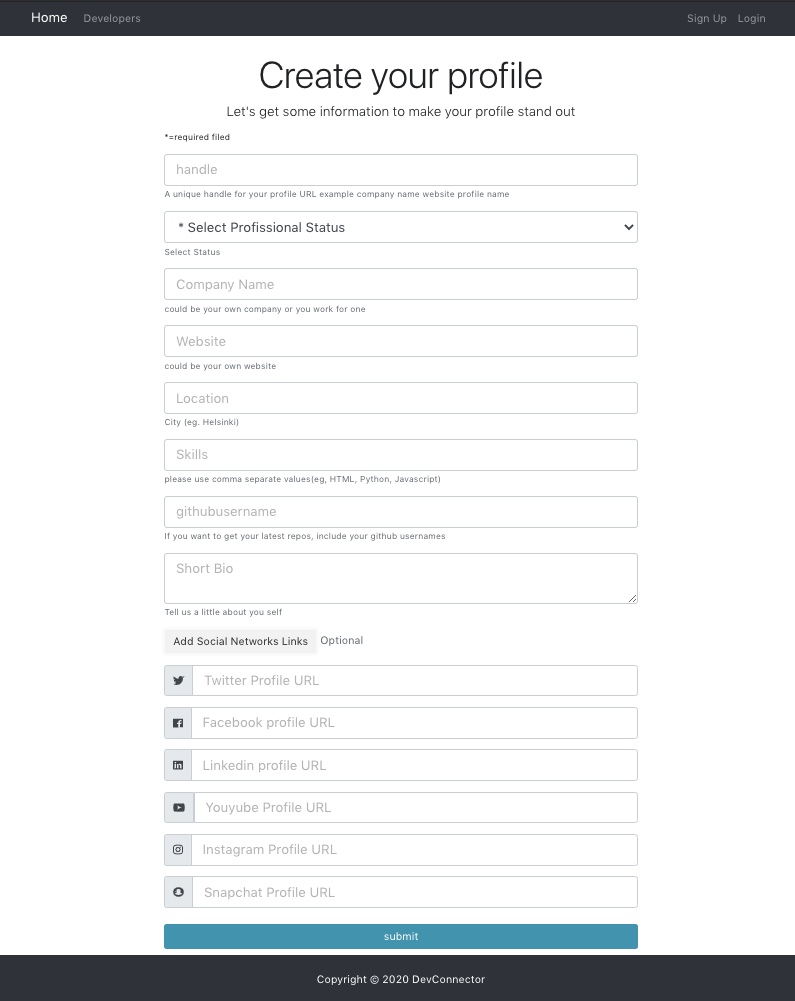 Home Developers Sign Up Login
Create your profile
Let's get some information to make your profile stand out
*=required filed
handle
A unique handle for your profile URL example company name website profile name
* Select Profissional Status
Select Status
Company Name
could be your own company or you work for one
Website
could be your own website
Location
City (eg. Helsinki)
Skills
please use comma separate values(eg, HTML, Python, Javascript)
githubusername
If you want to get your latest repos, include your github usernames
Short Bio
Tell us a little about you self
Add Social Networks Links Optional
Twitter Profile URL
Facebook profile URL
Linkedin profile URL
Youyube Profile URL
Instagram Profile URL
Snapchat Profile URL
submit
Copyright © 2020 DevConnector